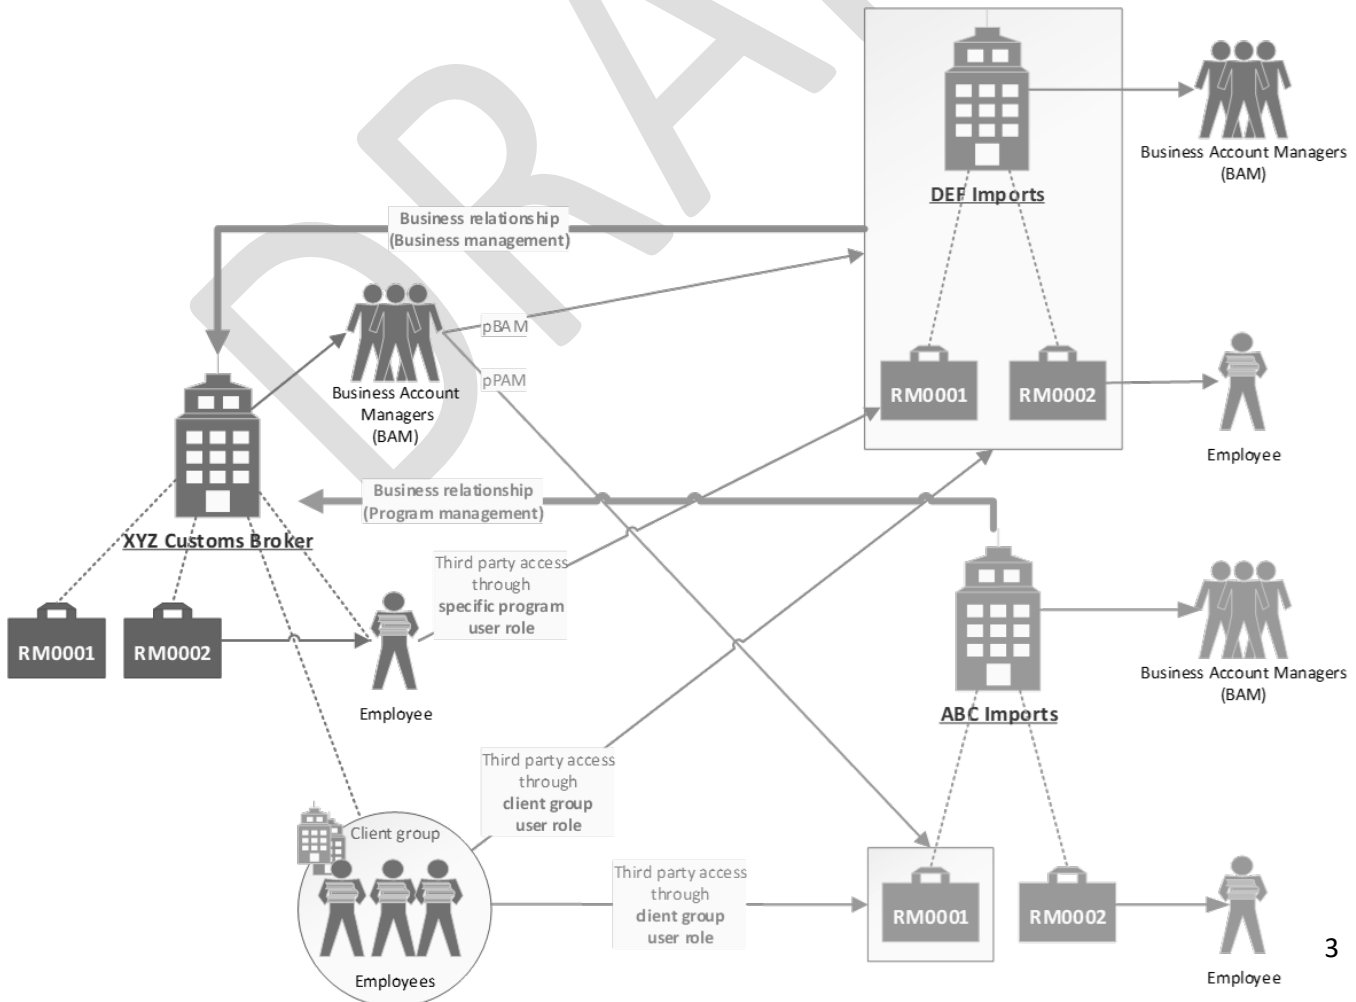 DRA
Business Account Managers
(BAM)
DEF Imports
Business relationship
(Business management)
pBAM
pPAM
Business Account
Managers
(BAM)
RM0001
RM0002
Employee
Business relationship
(Program management)
XYZ Customs Broker
Third party access
through
specific program
user role
RM0001
RM0002
Employee
Business Account Managers
(BAM)
ABC Imports
Third party access
through
client group
user role
Client group
Employees
Third party access
through
client group
user role
RM0001
RM0002
Employee
3